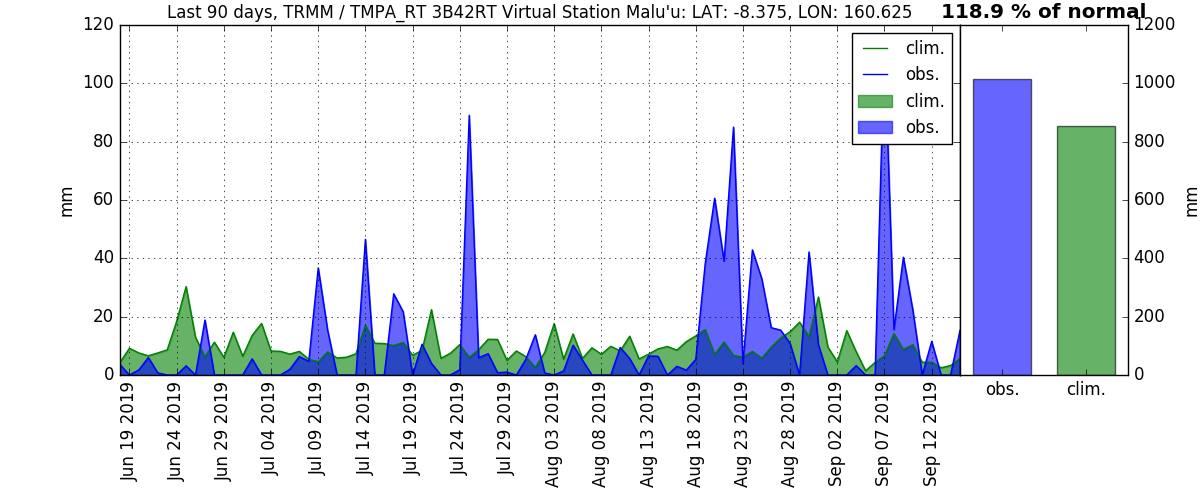 Last 90 days, TRMM / TMPA_RT 3B42RT Virtual Station Malu'u: LAT: -8.375, LON: 160.625
118.9 % of normal
120
100
80
60
40
20
0
mm
clim.
obs.
clim.
obs.
1200
1000
800
600
400
200
0
mm
Jun 19 2019
Jun 24 2019
Jun 29 2019
Jul 04 2019
Jul 09 2019
Jul 14 2019
Jul 19 2019
Jul 24 2019
Jul 29 2019
Aug 03 2019
Aug 08 2019
Aug 13 2019
Aug 18 2019
Aug 23 2019
Aug 28 2019
Sep 02 2019
Sep 07 2019
Sep 12 2019
obs.
clim.